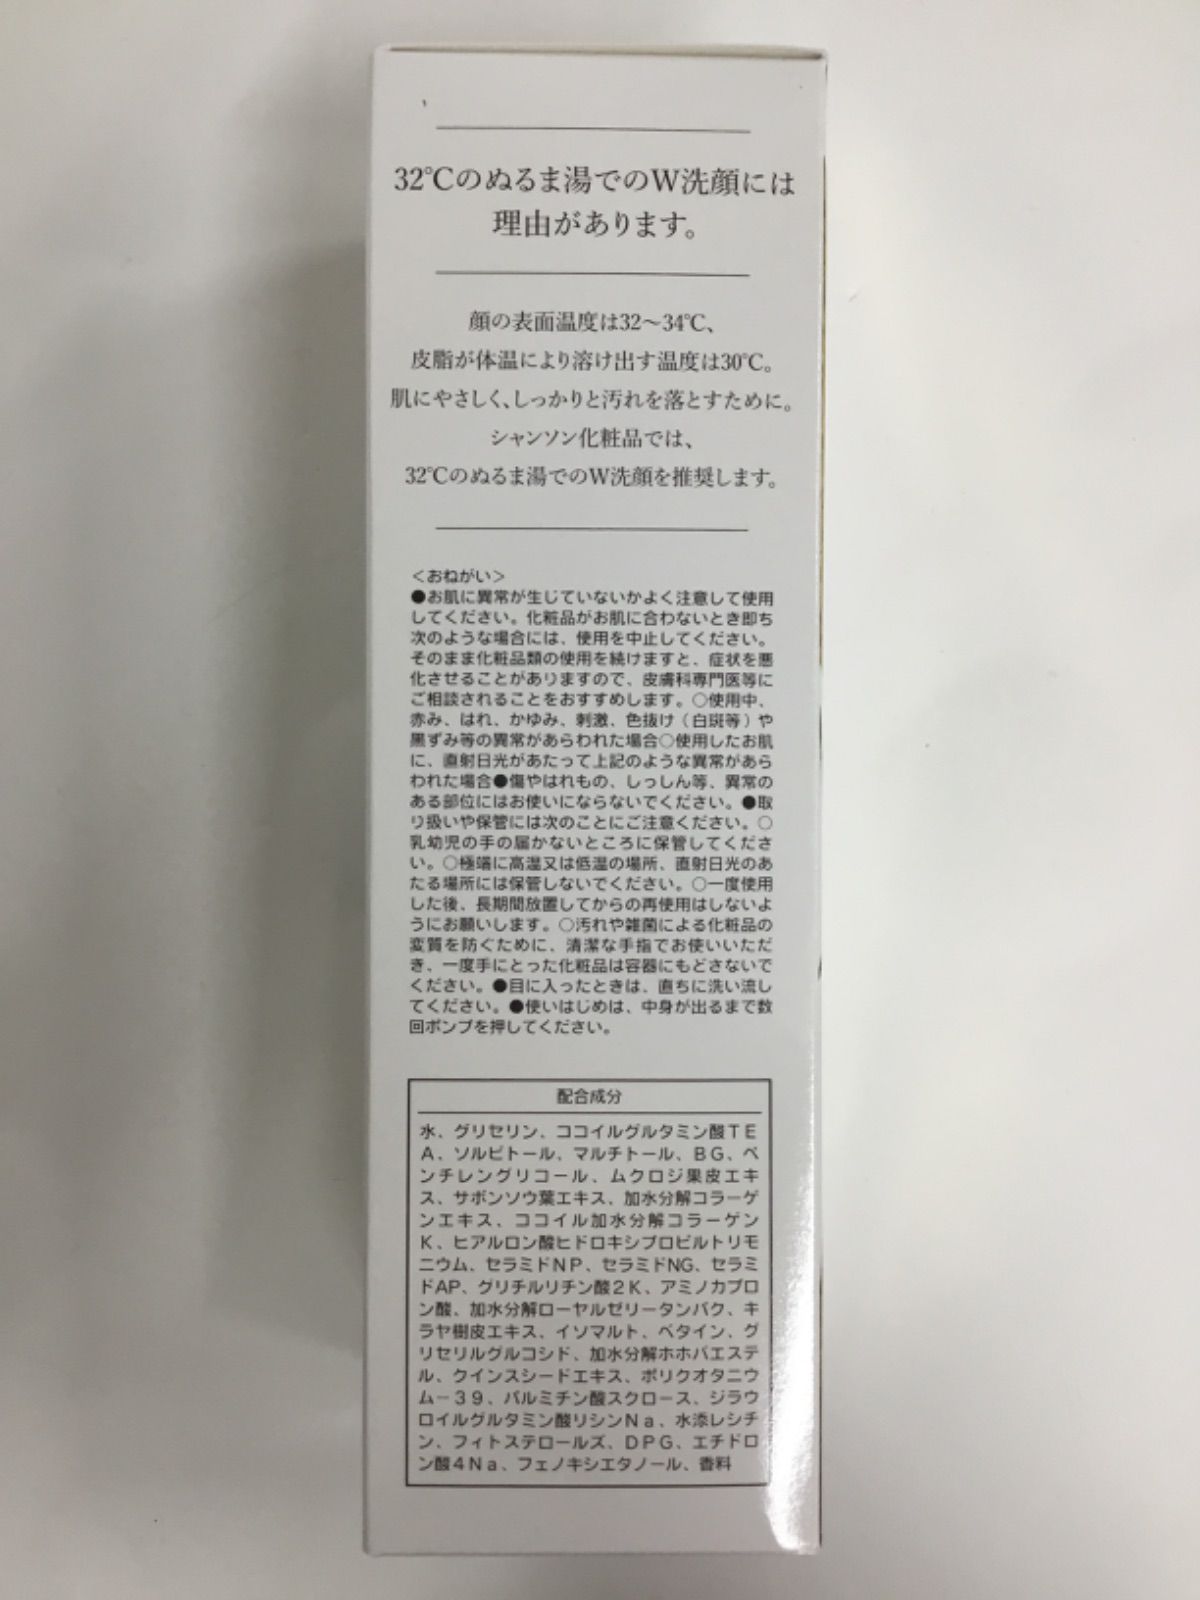 32℃のぬるま湯でのW洗顔には
理由があります。
顔の表面温度は32〜34℃、
皮脂が体温により溶け出す温度は30℃。
肌にやさしく、しっかりと汚れを落とすために。
シャンソン化粧品では、
32℃のぬるま湯でのW洗顔を推奨します。
＜おねがい＞
●お肌に異常が生じていないかよく注意して使用
してください。化粧品がお肌に合わないとき即ち
次のような場合には、使用を中止してください。
そのまま化粧品類の使用を続けますと、症状を悪
化させることがありますので、皮膚科専門医等に
ご相談されることをおすすめします。○使用中、
赤み、はれ、かゆみ、刺激、色抜け（白斑等）や
黒ずみ等の異常があらわれた場合○使用したお肌
に、直射日光があたって上記のような異常があら
われた場合●傷やはれもの、しっしん等、異常の
ある部位にはお使いにならないでください。●取
り扱いや保管には次のことにご注意ください。○
乳幼児の手の届かないところに保管してくださ
い。○極端に高温又は低温の場所、直射日光のあ
たる場所には保管しないでください。○一度使用
した後、長期間放置してからの再使用はしないよ
うにお願いします。○汚れや雑菌による化粧品の
変質を防ぐために、清潔な手指でお使いいただ
き、一度手にとった化粧品は容器にもどさないで
ください。●目に入ったときは、直ちに洗い流し
てください。●使いはじめは、中身が出るまで数
回ポンプを押してください。
配合成分
水、グリセリン、ココイルグルタミン酸ＴＥ
Ａ、ソルビトール、マルチトール、ＢＧ、ペ
ンチレングリコール、ムクロジ果皮エキ
ス、サボンソウ葉エキス、加水分解コラーゲ
ンエキス、ココイル加水分解コラーゲン
Ｋ、ヒアルロン酸ヒドロキシプロピルトリモ
ニウム、セラミドＮＰ、セラミドNG、セラミ
ドAP、グリチルリチン酸２Ｋ、アミノカプロ
ン酸、加水分解ローヤルゼリータンパク、キ
ラヤ樹皮エキス、イソマルト、ベタイン、グ
リセリルグルコシド、加水分解ホホバエステ
ル、クインスシードエキス、ポリクオタニウ
ム－３９、パルミチン酸スクロース、ジラウ
ロイルグルタミン酸リシンＮａ、水添レシチ
ン、フィトステロールズ、ＤＰＧ、エチドロ
ン酸４Ｎａ、フェノキシエタノール、香料